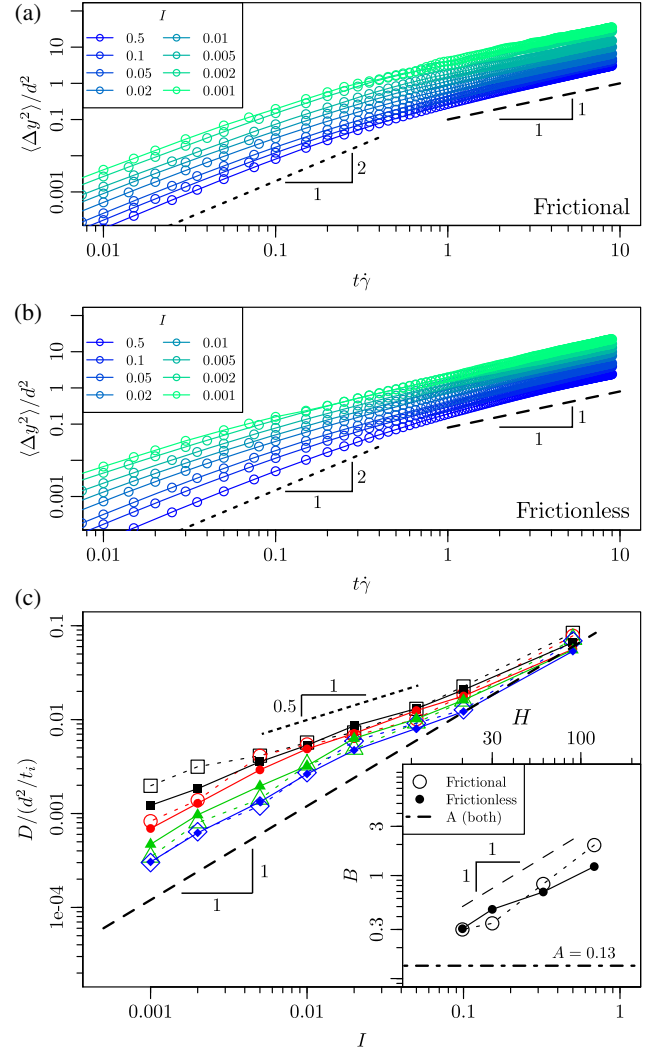 (a)
I
0.5 0.01
0.1 0.005
0.05 0.002
0.02 0.001
⟨Δy²⟩/d²
10
1
0.1
0.001
1
1
2
1
Frictional
0.01 0.1 1 10
tγ̇
(b)
I
0.5 0.01
0.1 0.005
0.05 0.002
0.02 0.001
⟨Δy²⟩/d²
10
1
0.1
0.001
1
1
2
1
Frictionless
0.01 0.1 1 10
tγ̇
(c)
D/(d²/tᵢ)
0.1
0.01
0.001
1e-04
0.5
1
1
1
H
30 100
Frictional
Frictionless
A (both)
B
3
1
0.3
1
1
A = 0.13
0.001 0.01 0.1 1
I